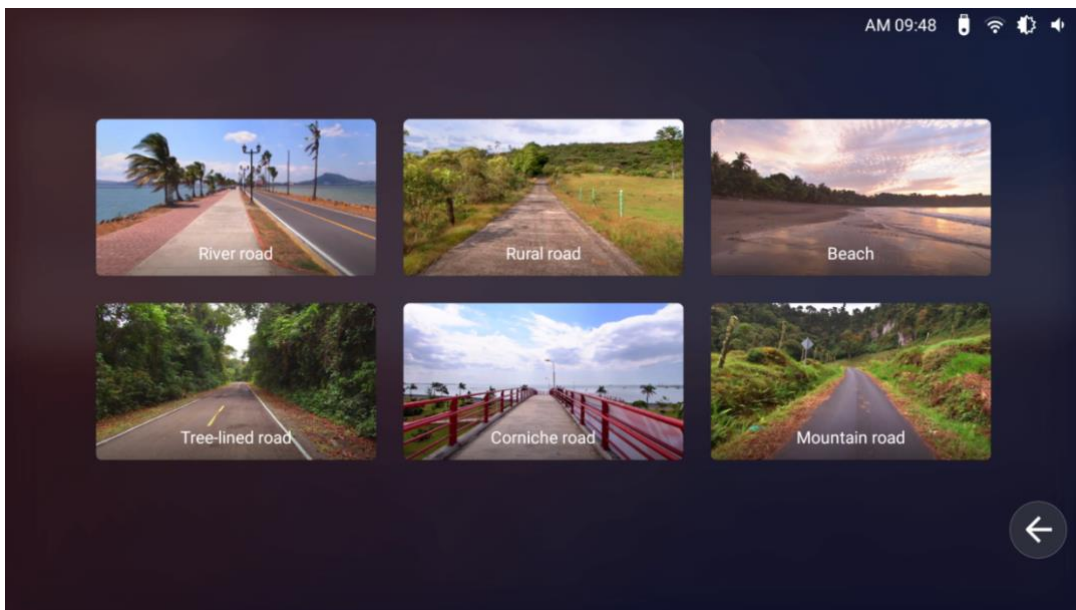 AM 09:48
River road
Rural road
Beach
Tree-lined road
Corniche road
Mountain road